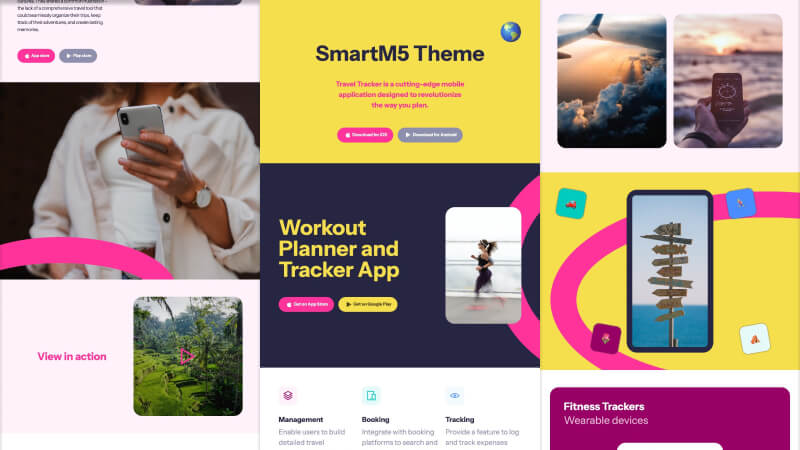 the lack of a comprehensive travel tool that
could seamlessly organize their trips, keep
track of their adventures, and create lasting
memories.
App store
Play store
View in action
SmartM5 Theme
Travel Tracker is a cutting-edge mobile
application designed to revolutionize
the way you plan.
Download for iOS
Download for Android
Workout
Planner and
Tracker App
Get on App Store
Get on Google Play
Management
Enable users to build
detailed travel
Booking
Integrate with booking
platforms to search and
Tracking
Provide a feature to log
and track expenses
Fitness Trackers
Wearable devices